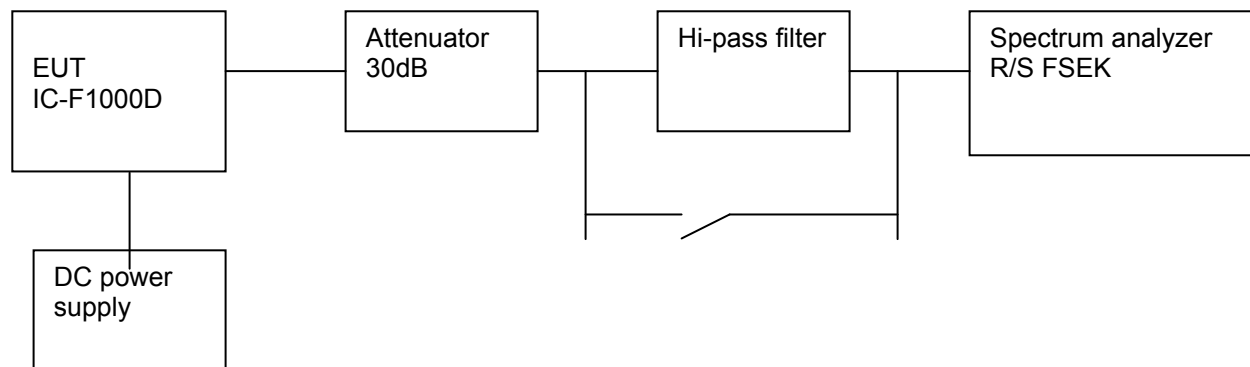 EUT
IC-F1000D
Attenuator
30dB
Hi-pass filter
Spectrum analyzer
R/S FSEK
DC power
supply